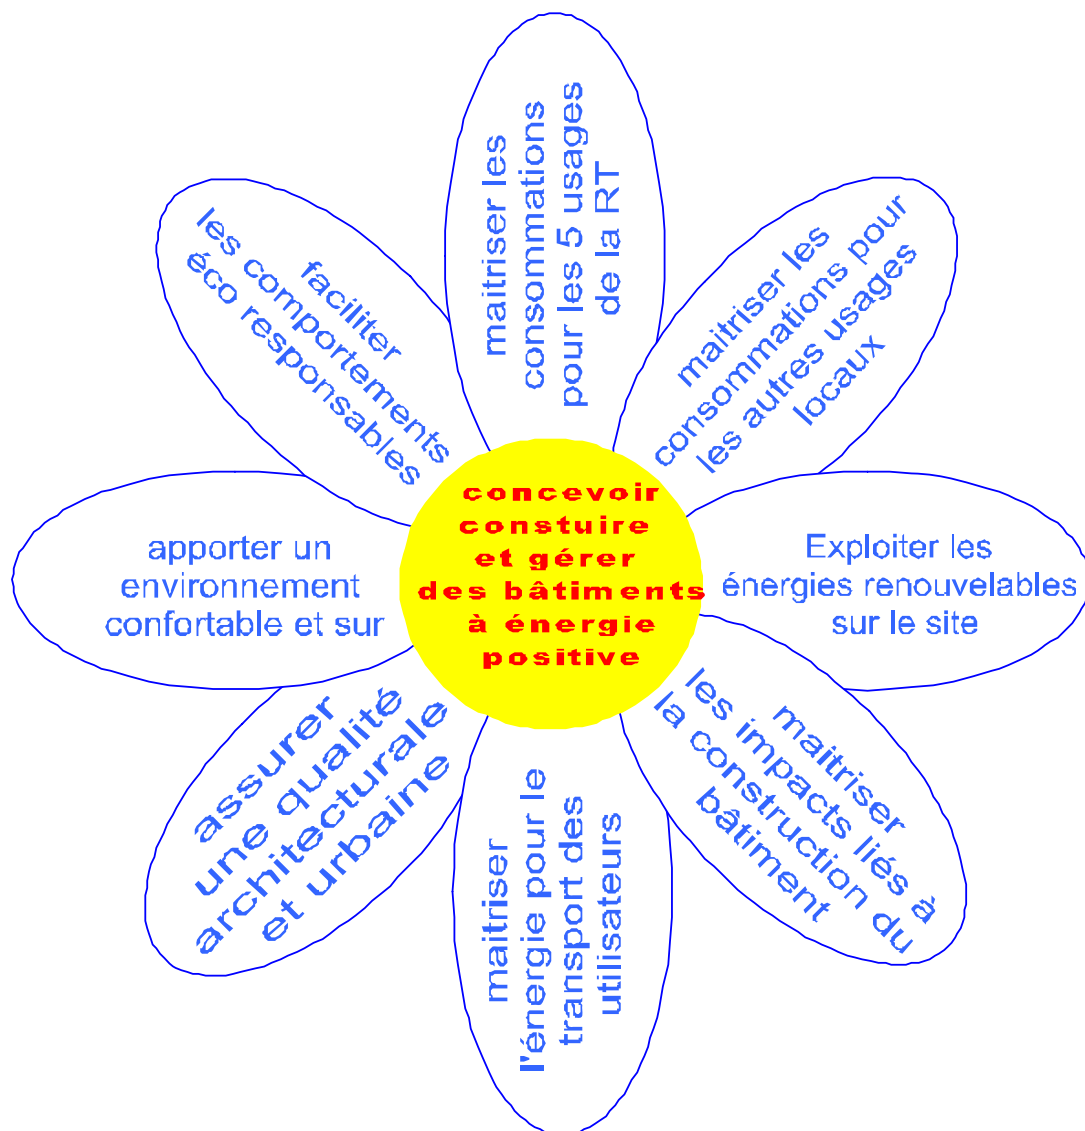 maitriser les
consommations
pour les 5 usages
de la RT
maitriser les
consommations pour
les autres usages
locaux
Exploiter les
énergies renouvelables
sur le site
maitriser
les impacts liés à
la construction du
bâtiment
maitriser
l'énergie pour le
transport des
utilisateurs
assurer
une qualité
architecturale
et urbaine
apporter un
environnement
confortable et sur
faciliter
les comportements
éco responsables
concevoir
constuire
et gérer
des bâtiments
à énergie
positive